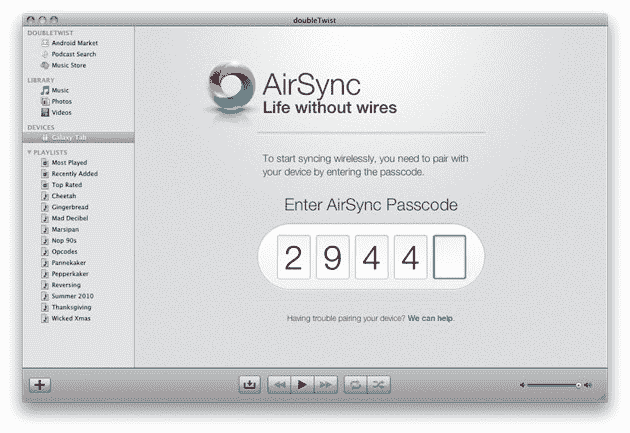 doubleTwist
DOUBLETWIST
Android Market
Podcast Search
Music Store
LIBRARY
Music
Photos
Videos
DEVICES
Galaxy Tab
PLAYLISTS
Most Played
Recently Added
Top Rated
Cheetah
Gingerbread
Mad Decibel
Marsipan
Nop 90s
Opcodes
Pannekaker
Pepperkaker
Reversing
Summer 2010
Thanksgiving
Wicked Xmas
AirSync
Life without wires
To start syncing wirelessly, you need to pair with
your device by entering the passcode.
Enter AirSync Passcode
2 9 4 4
Having trouble pairing your device? We can help.